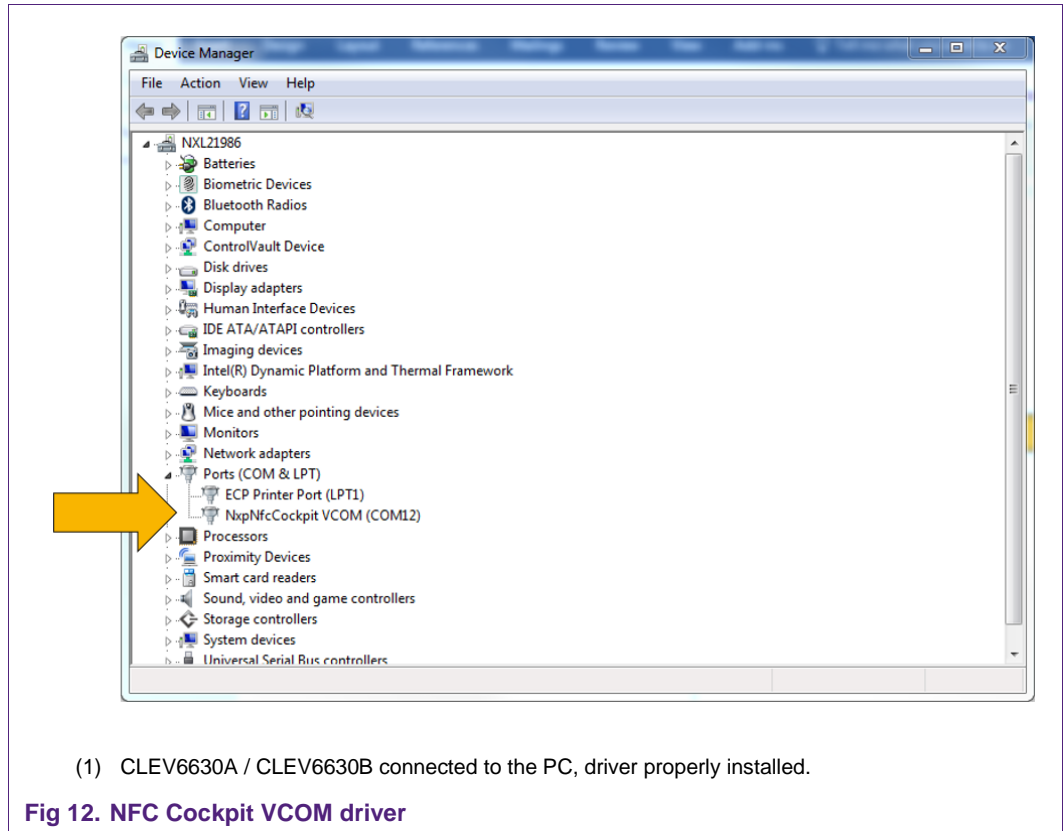 Device Manager
File Action View Help
NXL21986
Batteries
Biometric Devices
Bluetooth Radios
Computer
ControlVault Device
Disk drives
Display adapters
Human Interface Devices
IDE ATA/ATAPI controllers
Imaging devices
Intel(R) Dynamic Platform and Thermal Framework
Keyboards
Mice and other pointing devices
Monitors
Network adapters
Ports (COM & LPT)
ECP Printer Port (LPT1)
NxpNfcCockpit VCOM (COM12)
Processors
Proximity Devices
Smart card readers
Sound, video and game controllers
Storage controllers
System devices
Universal Serial Bus controllers
(1) CLEV6630A / CLEV6630B connected to the PC, driver properly installed.
Fig 12. NFC Cockpit VCOM driver